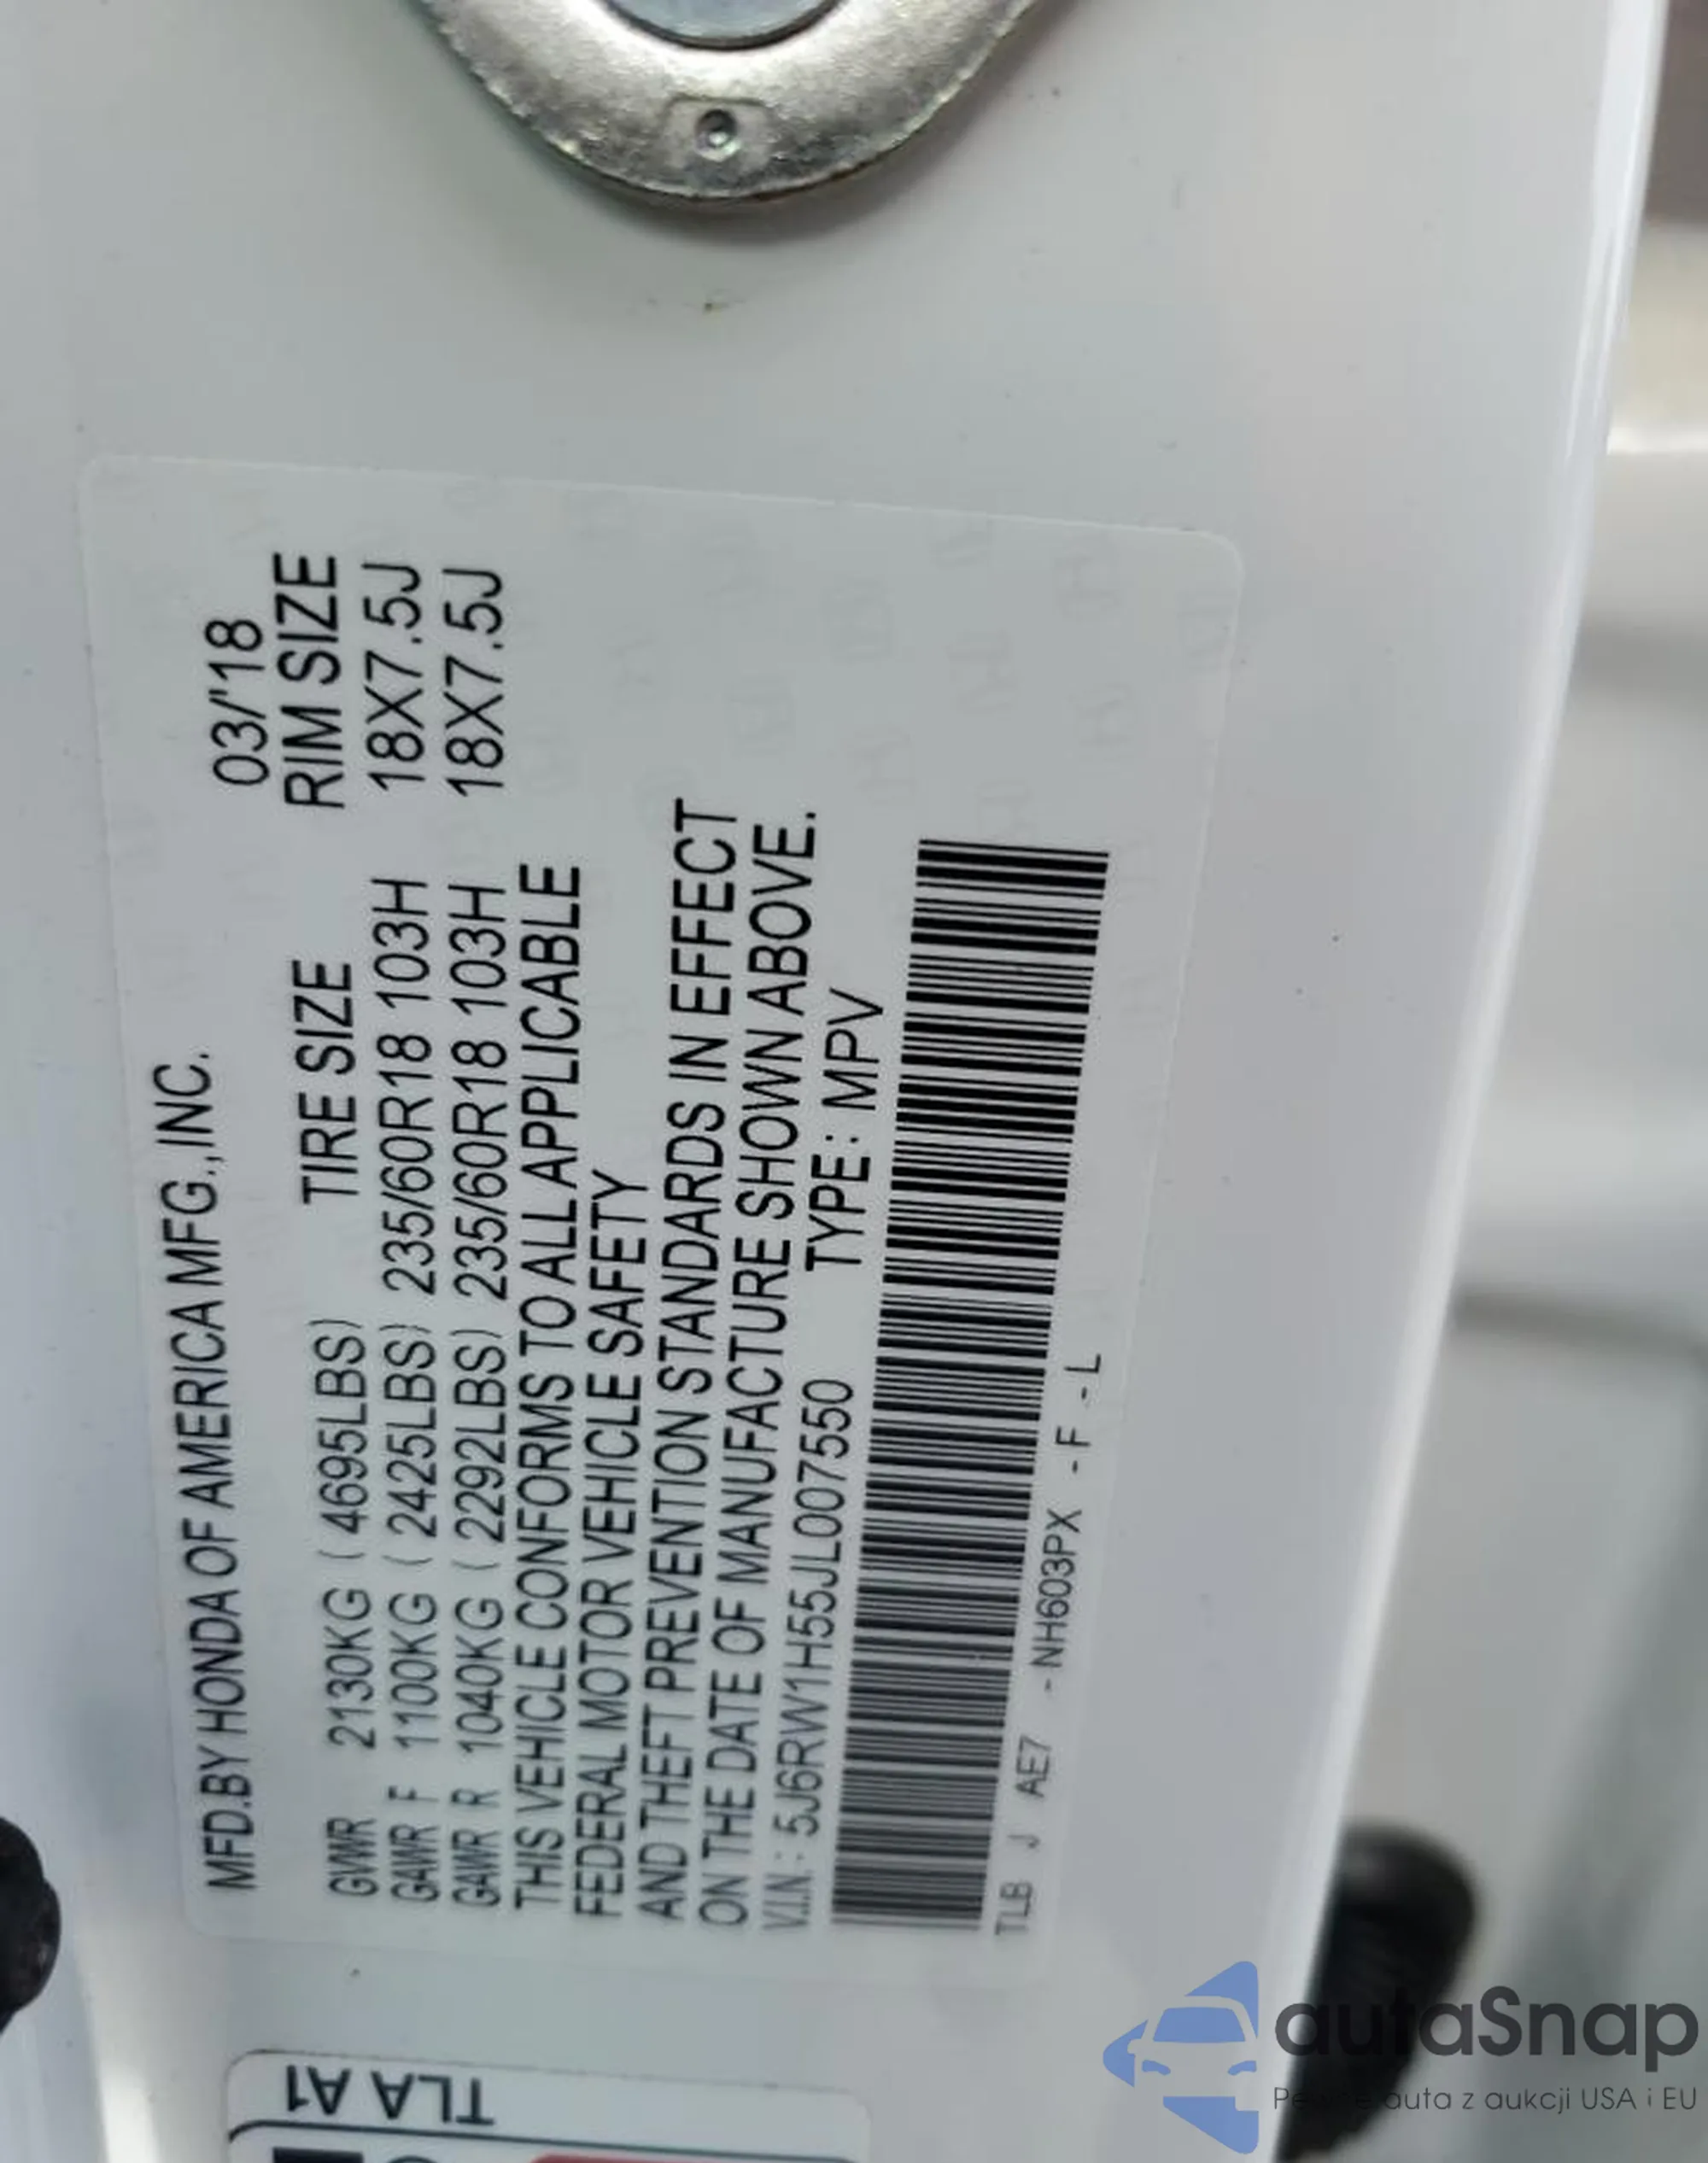 MFD.BY HONDA OF AMERICA MFG.,INC.
03/'18
TIRE SIZE RIM SIZE
GVWR 2130KG ( 4695LBS)
GAWR F 1100KG ( 2425LBS) 235/60R18 103H 18X7.5J
GAWR R 1040KG ( 2292LBS) 235/60R18 103H 18X7.5J
THIS VEHICLE CONFORMS TO ALL APPLICABLE
FEDERAL MOTOR VEHICLE SAFETY
AND THEFT PREVENTION STANDARDS IN EFFECT
ON THE DATE OF MANUFACTURE SHOWN ABOVE.
V.I.N.: 5J6RW1H55JL007550 TYPE: MPV
TLB J AE7 -NH603PX -F -L
TLA A1
autaSnap
auta z aukcji USA i EU